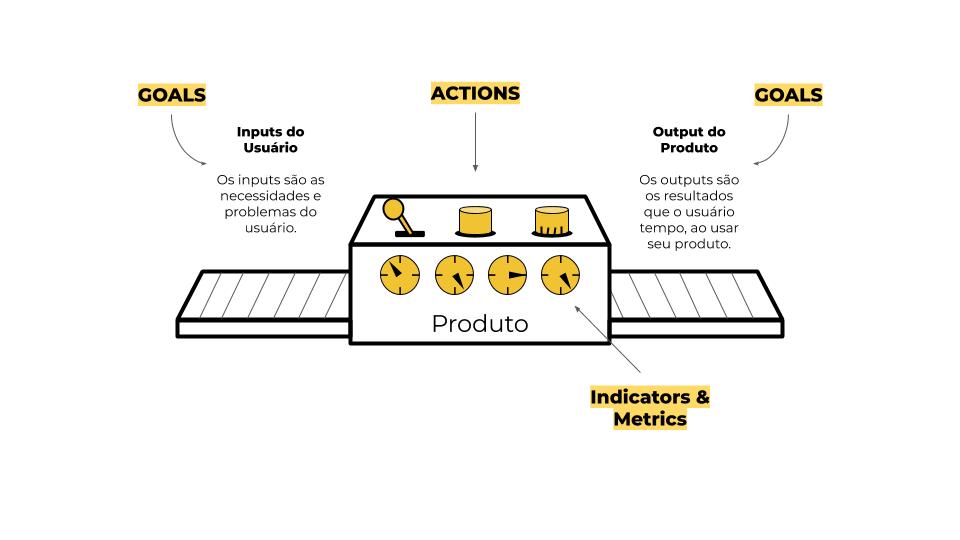 GOALS
ACTIONS
GOALS
Inputs do
Usuário
Os inputs são as
necessidades e
problemas do
usuário.
Output do
Produto
Os outputs são
os resultados
que o usuário
tempo, ao usar
seu produto.
Produto
Indicators &
Metrics